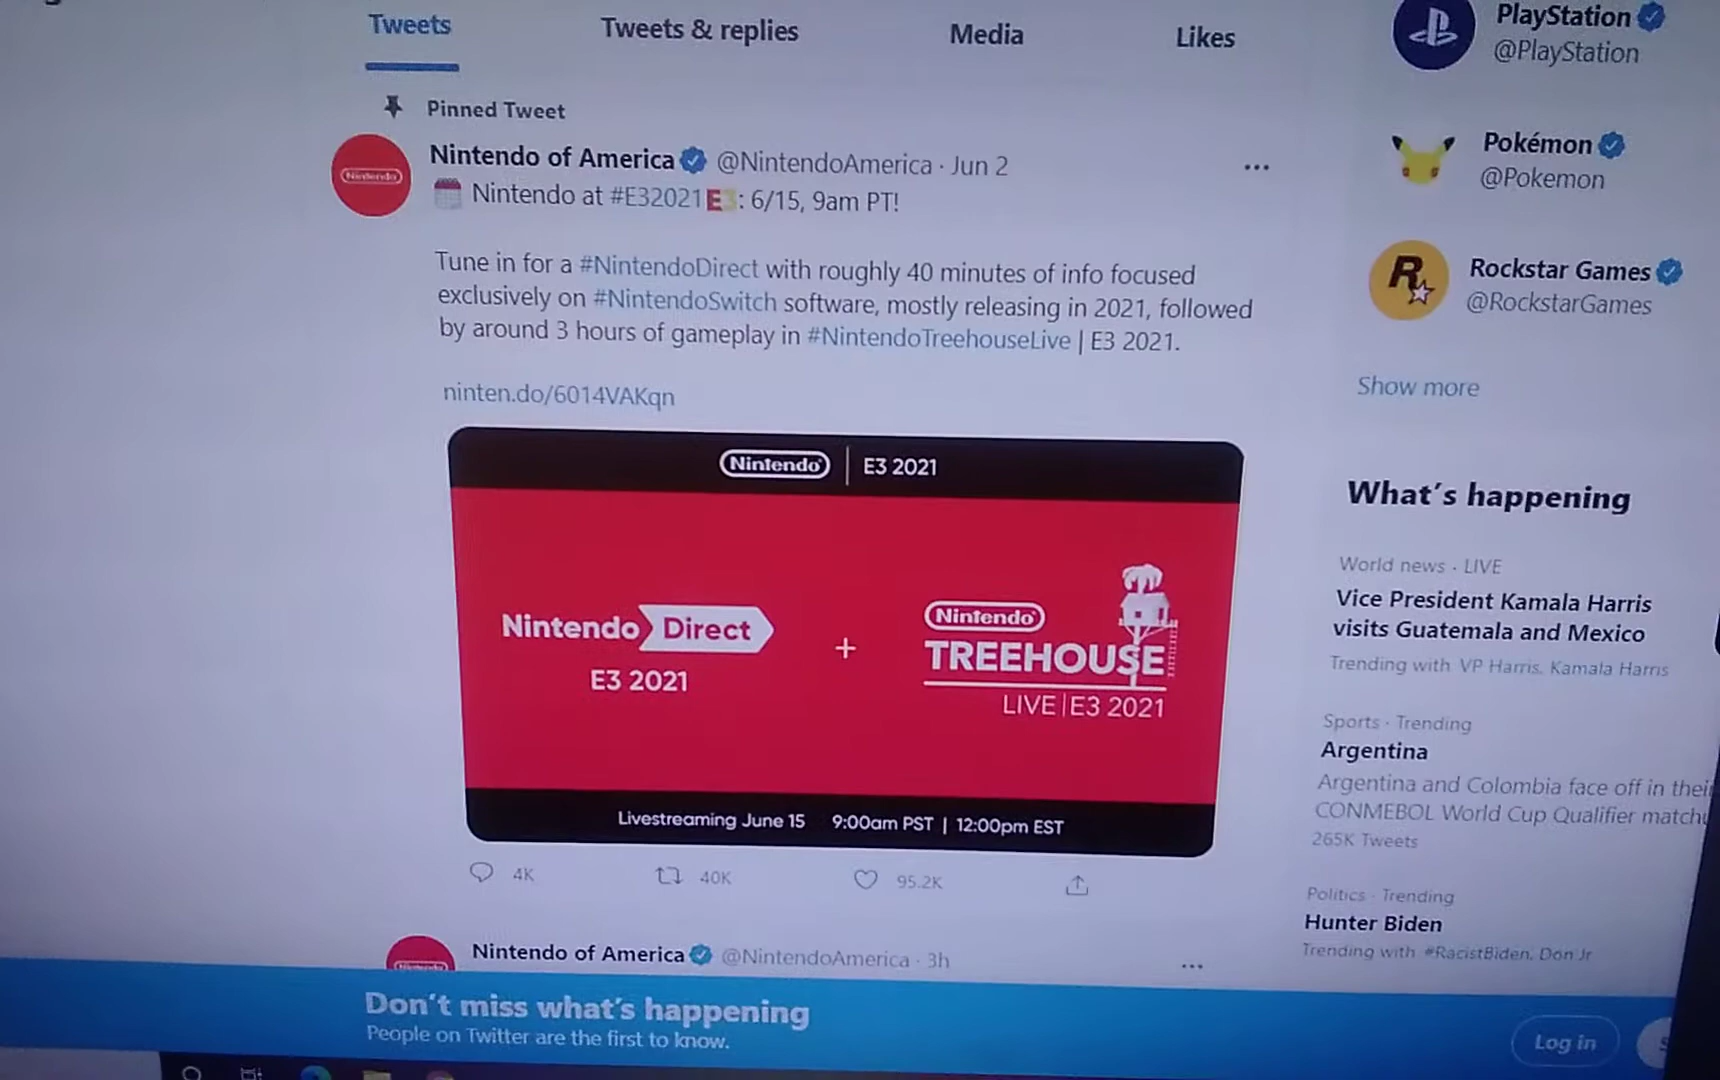 Tweets
Tweets & replies
Media
Likes
Pinned Tweet
Nintendo
Nintendo of America @NintendoAmerica · Jun 2
Nintendo at #E32021 E3: 6/15, 9am PT!
Tune in for a #NintendoDirect with roughly 40 minutes of info focused
exclusively on #NintendoSwitch software, mostly releasing in 2021, followed
by around 3 hours of gameplay in #NintendoTreehouseLive | E3 2021.
ninten.do/6014VAKqn
Nintendo | E3 2021
Nintendo Direct
E3 2021
+
Nintendo
TREEHOUSE
LIVE | E3 2021
Livestreaming June 15 9:00am PST | 12:00pm EST
4K
40K
95.2K
Nintendo of America @NintendoAmerica · 3h
PlayStation
@PlayStation
Pokémon
@Pokemon
R
Rockstar Games
@RockstarGames
Show more
What's happening
World news · LIVE
Vice President Kamala Harris
visits Guatemala and Mexico
Trending with VP Harris, Kamala Harris
Sports · Trending
Argentina
Argentina and Colombia face off in their
CONMEBOL World Cup Qualifier
265K Tweets
Politics · Trending
Hunter Biden
Trending with #RacistBiden, Don Jr
Don't miss what's happening
People on Twitter are the first to know.
Log in